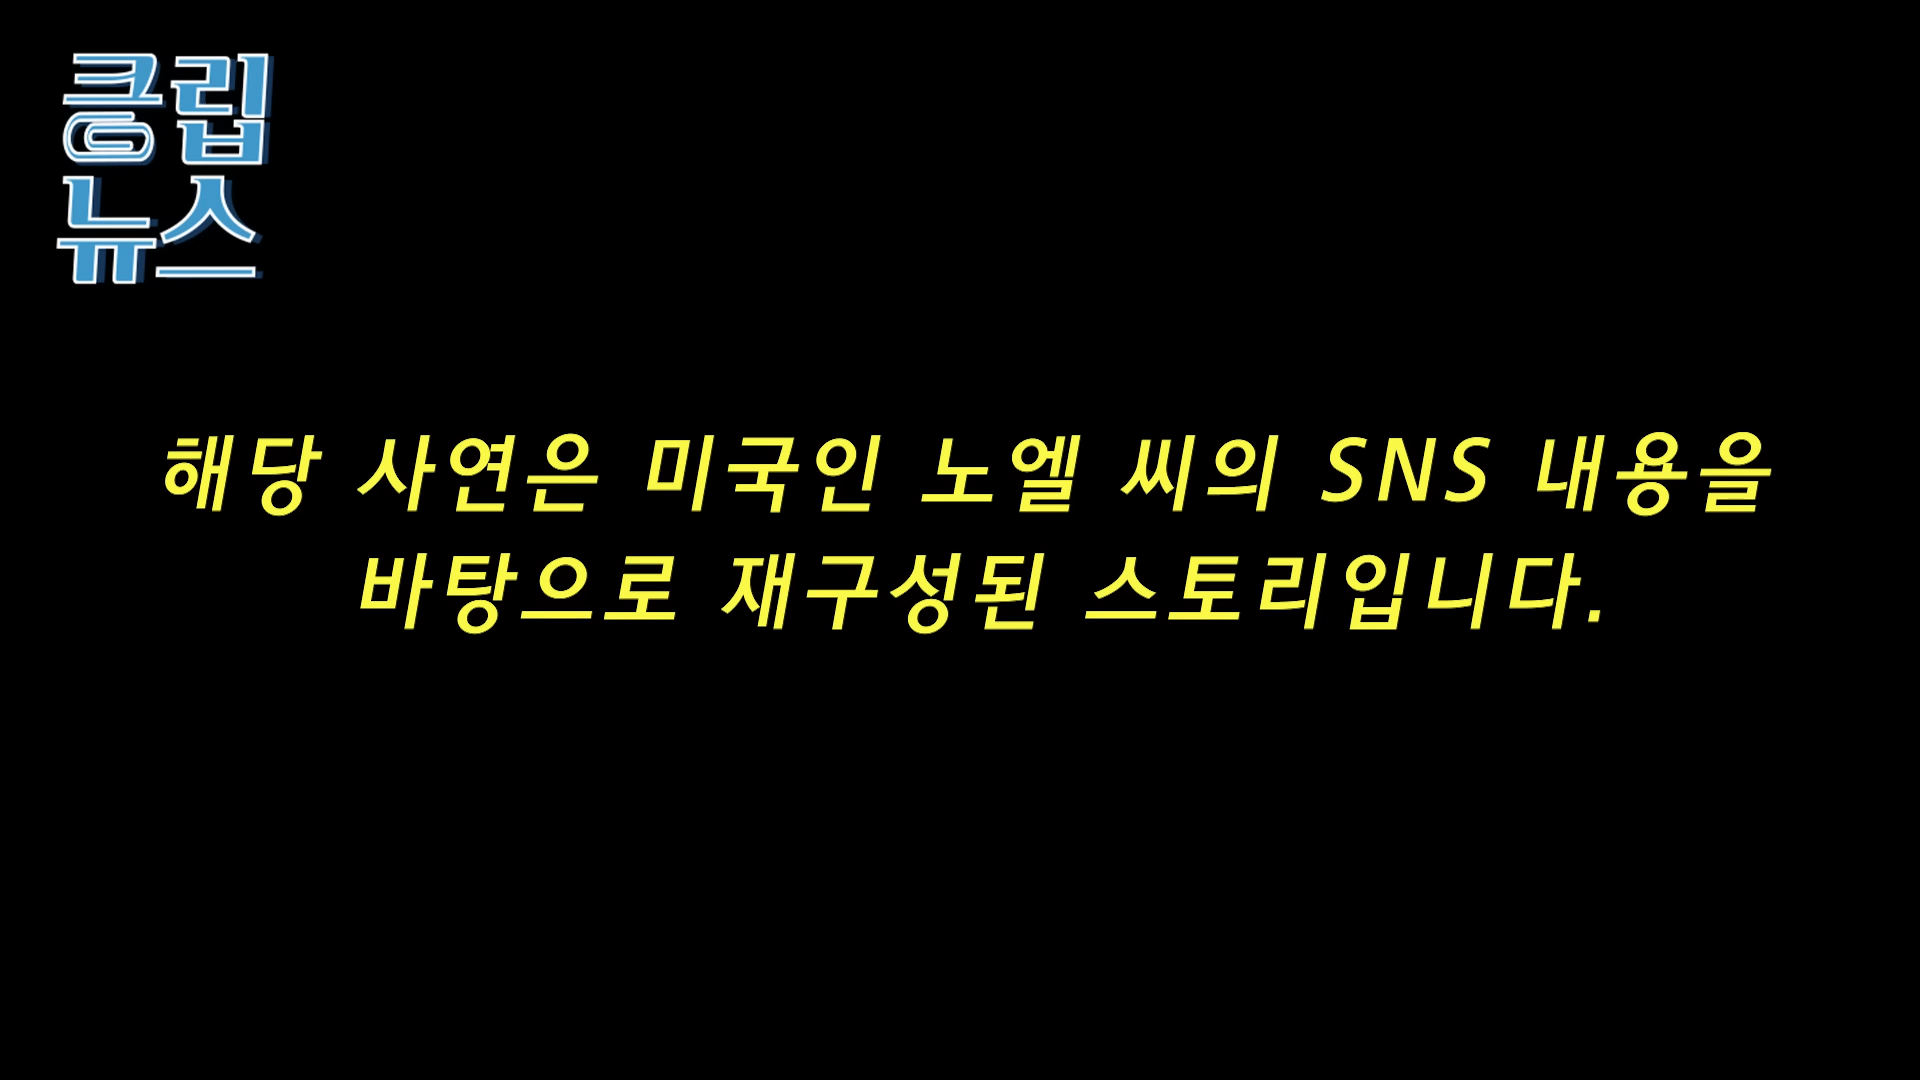 클립
뉴스
해당 사연은 미국인 노엘 씨의 SNS 내용을
바탕으로 재구성된 스토리입니다.